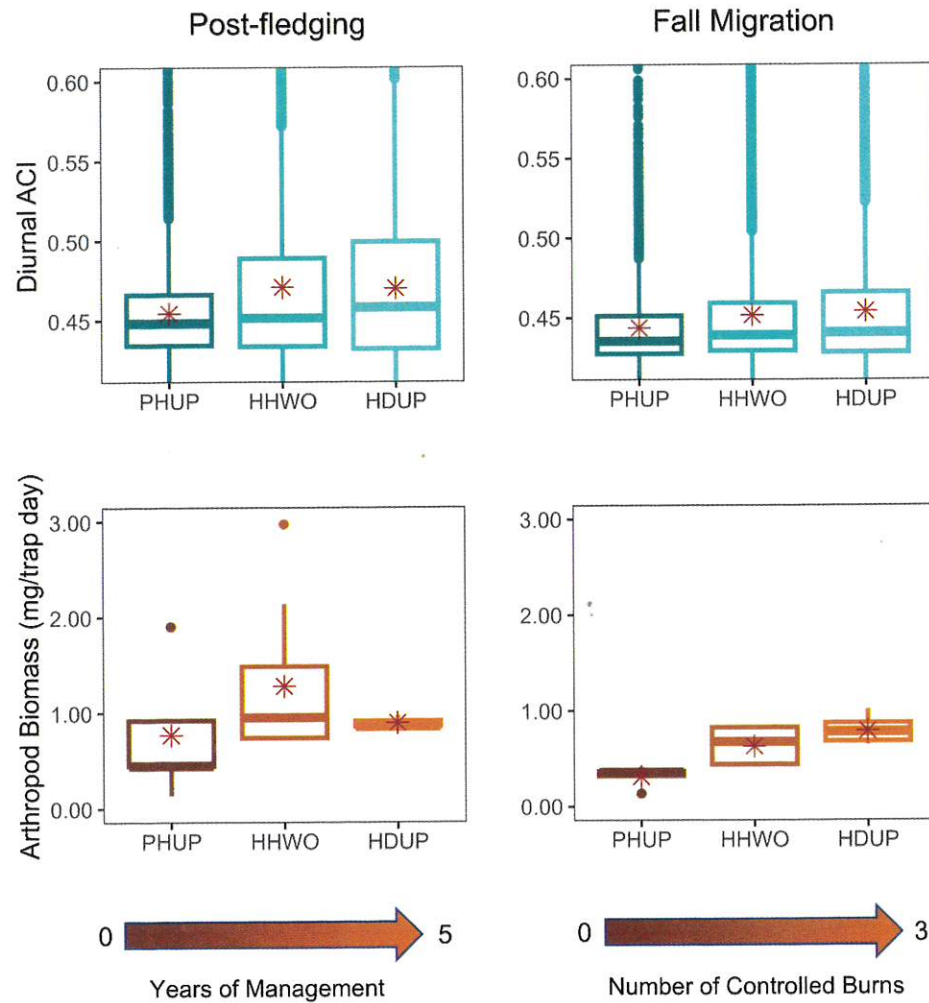 Post-fledging
Fall Migration
Diurnal ACI
0.60
0.55
0.50
0.45
PHUP
HHWO
HDUP
0.60
0.55
0.50
0.45
PHUP
HHWO
HDUP
Arthropod Biomass (mg/trap day)
3.00
2.00
1.00
0.00
PHUP
HHWO
HDUP
3.00
2.00
1.00
0.00
PHUP
HHWO
HDUP
0
5
Years of Management
0
3
Number of Controlled Burns